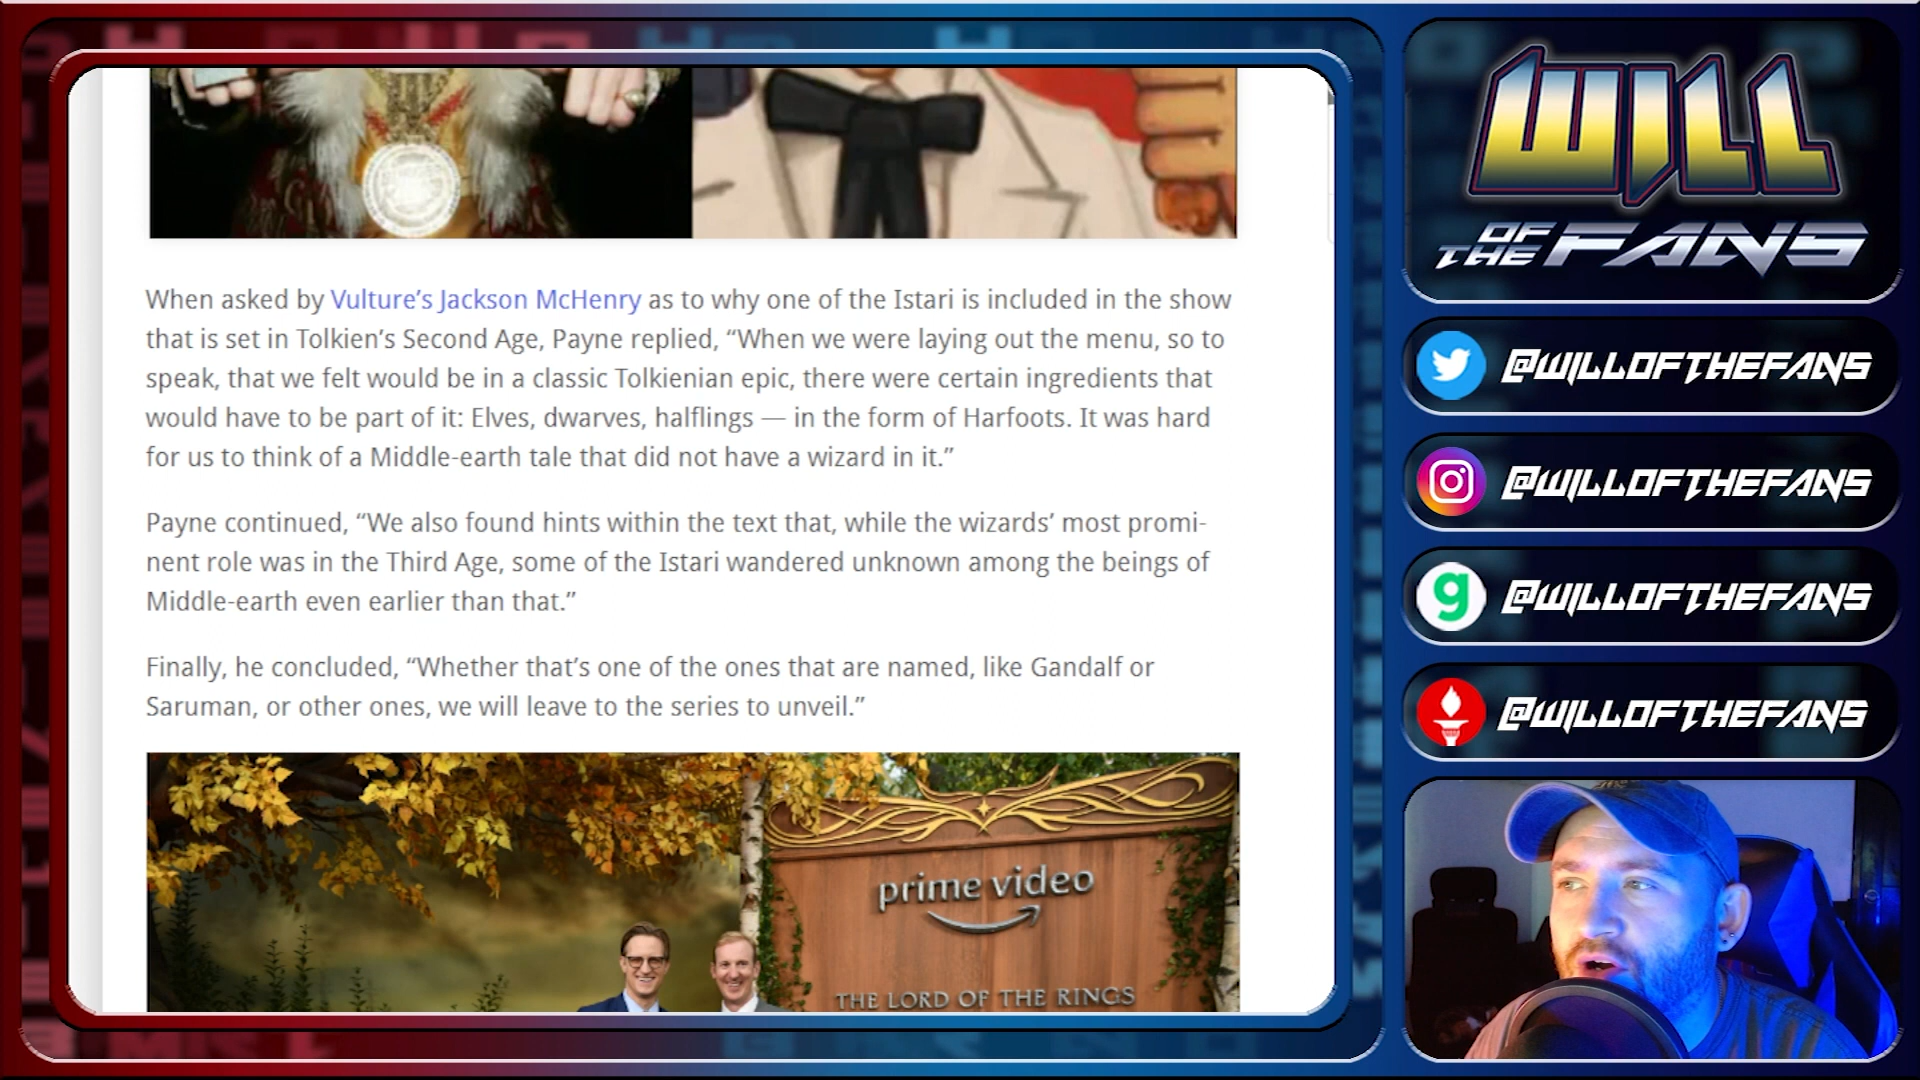 When asked by Vulture’s Jackson McHenry as to why one of the Istari is included in the show
that is set in Tolkien’s Second Age, Payne replied, “When we were laying out the menu, so to
speak, that we felt would be in a classic Tolkienian epic, there were certain ingredients that
would have to be part of it: Elves, dwarves, halflings — in the form of Harfoots. It was hard
for us to think of a Middle-earth tale that did not have a wizard in it.”
Payne continued, “We also found hints within the text that, while the wizards’ most promi-
nent role was in the Third Age, some of the Istari wandered unknown among the beings of
Middle-earth even earlier than that.”
Finally, he concluded, “Whether that’s one of the ones that are named, like Gandalf or
Saruman, or other ones, we will leave to the series to unveil.”
prime video
THE LORD OF THE RINGS
WILL
OF THE FANS
@WILLOFTHEFANS
@WILLOFTHEFANS
g
@WILLOFTHEFANS
@WILLOFTHEFANS